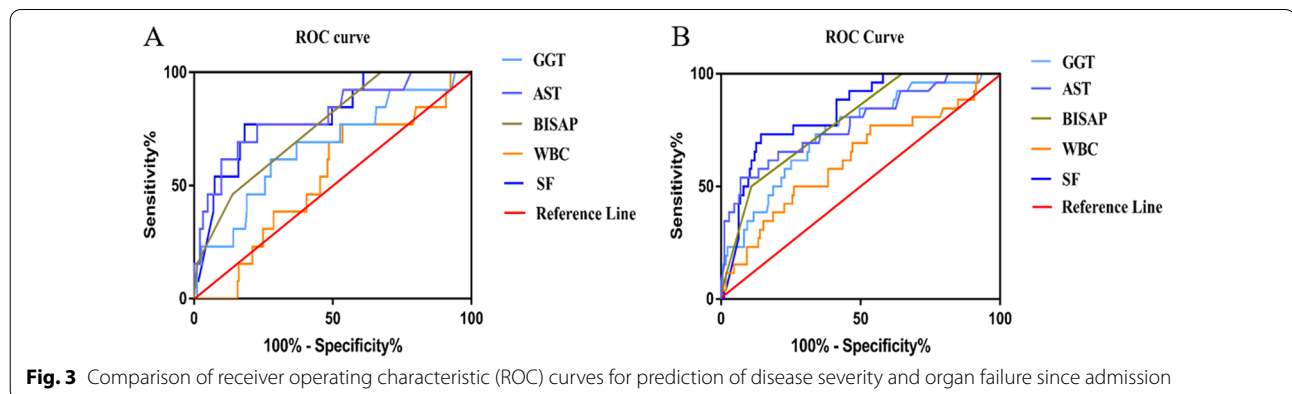 A
ROC curve
Sensitivity%
100
50
0
0
50
100
100% - Specificity%
GGT
AST
BISAP
WBC
SF
Reference Line
B
ROC Curve
Sensitivity%
100
50
0
0
50
100
100% - Specificity%
GGT
AST
BISAP
WBC
SF
Reference Line
Fig. 3 Comparison of receiver operating characteristic (ROC) curves for prediction of disease severity and organ failure since admission